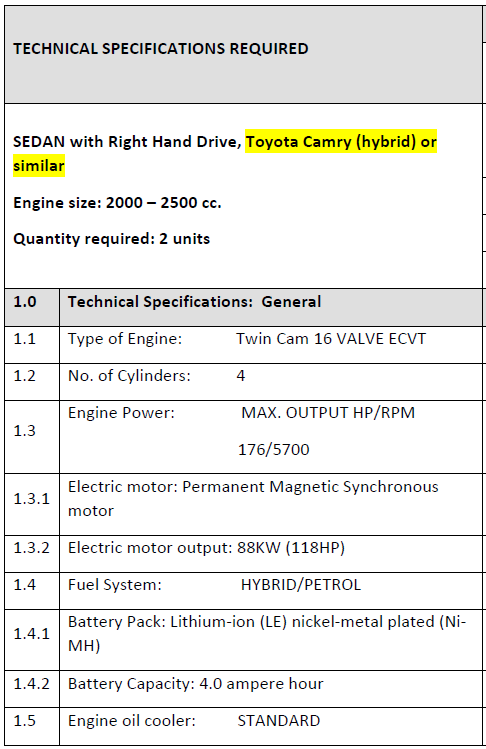 TECHNICAL SPECIFICATIONS REQUIRED
SEDAN with Right Hand Drive, Toyota Camry (hybrid) or
similar
Engine size: 2000 – 2500 cc.
Quantity required: 2 units
1.0 Technical Specifications: General
1.1 Type of Engine: Twin Cam 16 VALVE ECVT
1.2 No. of Cylinders: 4
1.3 Engine Power: MAX. OUTPUT HP/RPM
176/5700
1.3.1 Electric motor: Permanent Magnetic Synchronous
motor
1.3.2 Electric motor output: 88KW (118HP)
1.4 Fuel System: HYBRID/PETROL
1.4.1 Battery Pack: Lithium-ion (LE) nickel-metal plated (Ni-
MH)
1.4.2 Battery Capacity: 4.0 ampere hour
1.5 Engine oil cooler: STANDARD